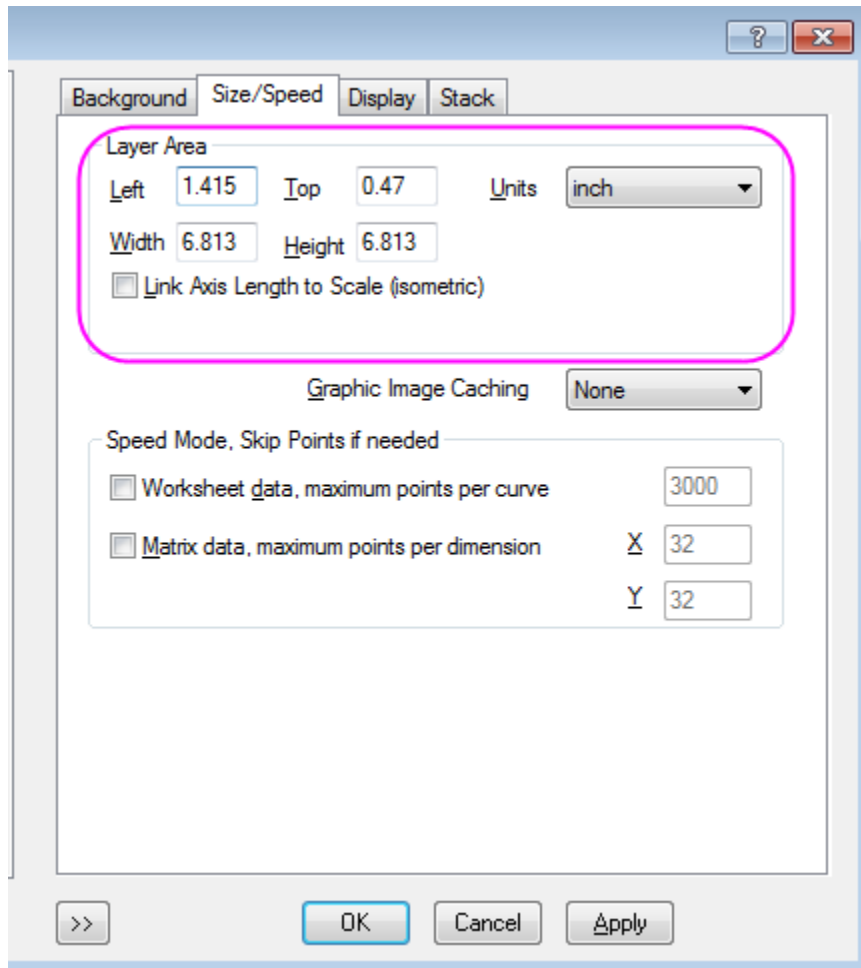 ?
Background Size/Speed Display Stack
Layer Area
Left 1.415 Top 0.47 Units inch
Width 6.813 Height 6.813
Link Axis Length to Scale (isometric)
Graphic Image Caching None
Speed Mode, Skip Points if needed
Worksheet data, maximum points per curve 3000
Matrix data, maximum points per dimension X 32
Y 32
>> OK Cancel Apply